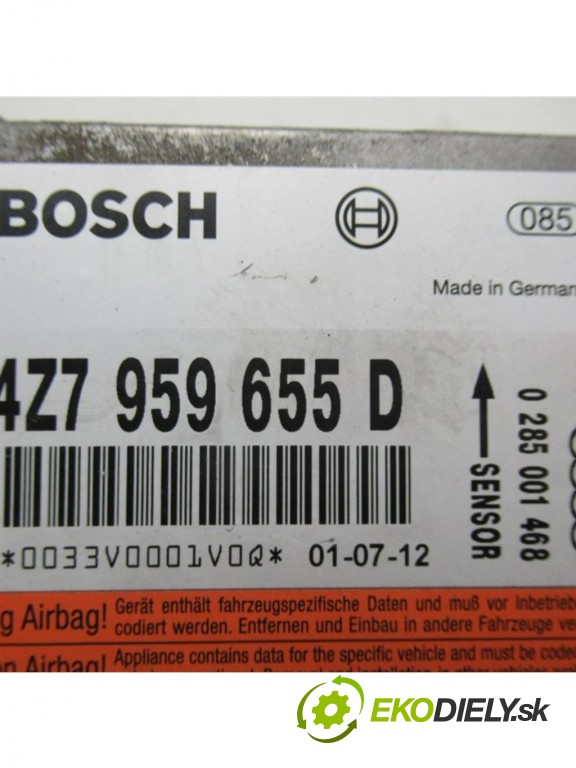 BOSCH
085
Made in German
4Z7 959 655 D
SENSOR
0 285 001 468
*0033V0001V0Q* 01-07-12
g Airbag! Gerät enthält fahrzeugspezifische Daten und muß vor Inbetriebn
codiert werden. Entfernen und Einbau in andere Fahrzeuge ve
Airbag! Appliance contains data for the specific vehicle and must be coded
EKODIELY.sk